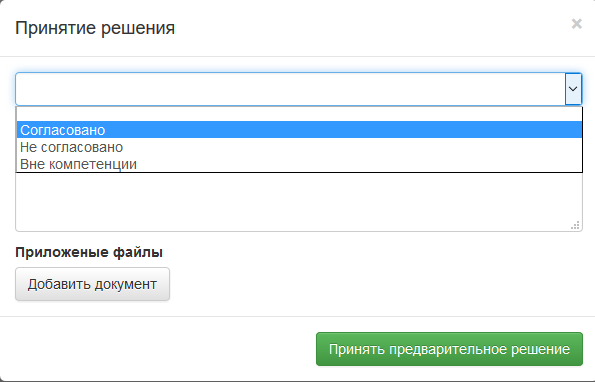 Принятие решения
×
Согласовано
Не согласовано
Вне компетенции
Приложеные файлы
Добавить документ
Принять предварительное решение